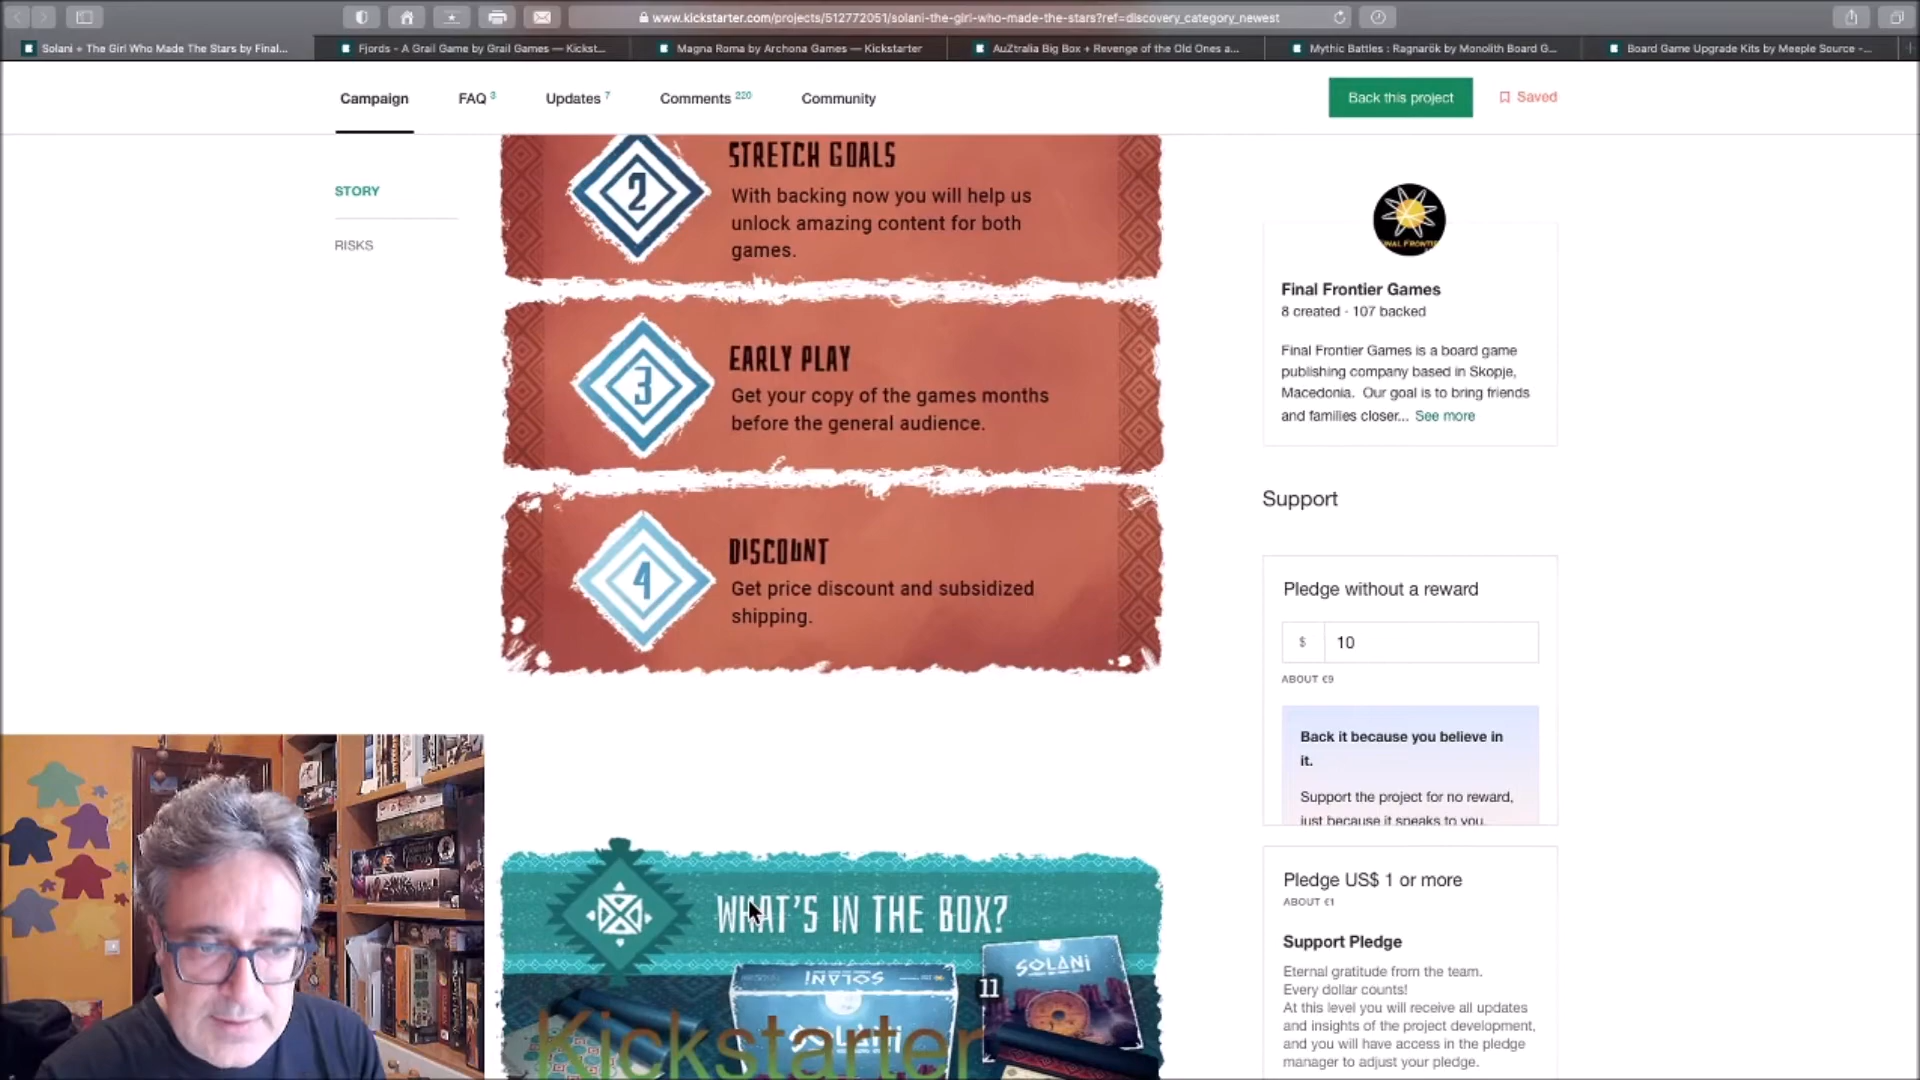 www.kickstarter.com/projects/512772051/solani-the-girl-who-made-the-stars?ref=discovery_category_newest
Solani + The Girl Who Made The Stars by Final...
Fjords - A Grail Game by Grail Games — Kickst...
Magna Roma by Archona Games — Kickstarter
AuZtralia Big Box + Revenge of the Old Ones a...
Mythic Battles : Ragnarök by Monolith Board G...
Board Game Upgrade Kits by Meeple Source -...
Campaign
FAQ 3
Updates 7
Comments 220
Community
Back this project
Saved
STORY
RISKS
2
STRETCH GOALS
With backing now you will help us
unlock amazing content for both
games.
3
EARLY PLAY
Get your copy of the games months
before the general audience.
4
DISCOUNT
Get price discount and subsidized
shipping.
WHAT'S IN THE BOX?
SOLANI
SOLANI
SOLANI
11
Kickstarter
Final Frontier Games
8 created · 107 backed
Final Frontier Games is a board game
publishing company based in Skopje,
Macedonia. Our goal is to bring friends
and families closer... See more
Support
Pledge without a reward
$ 10
ABOUT €9
Back it because you believe in
it.
Support the project for no reward,
just because it speaks to you.
Pledge US$ 1 or more
ABOUT €1
Support Pledge
Eternal gratitude from the team.
Every dollar counts!
At this level you will receive all updates
and insights of the project development,
and you will have access in the pledge
manager to adjust your pledge.